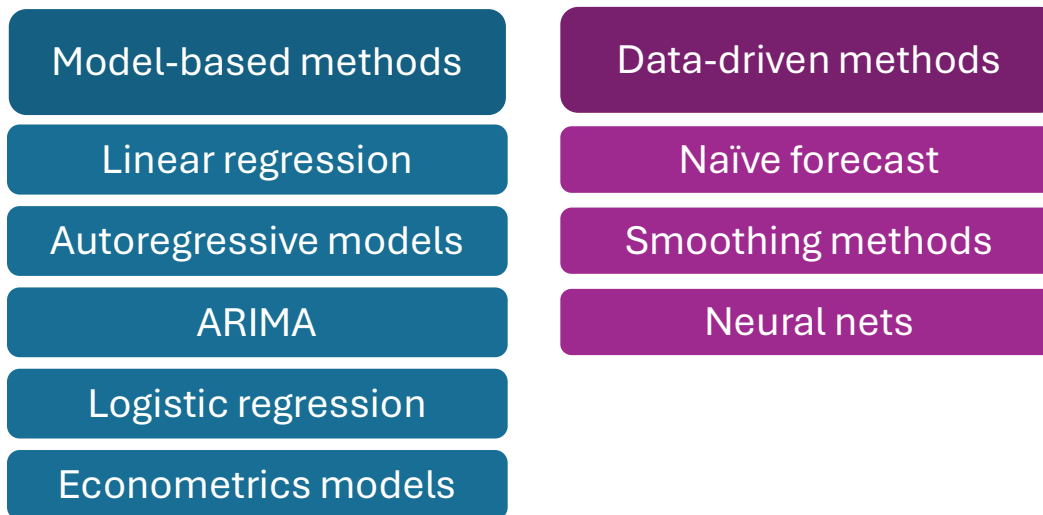 Model-based methods
Linear regression
Autoregressive models
ARIMA
Logistic regression
Econometrics models
Data-driven methods
Naïve forecast
Smoothing methods
Neural nets